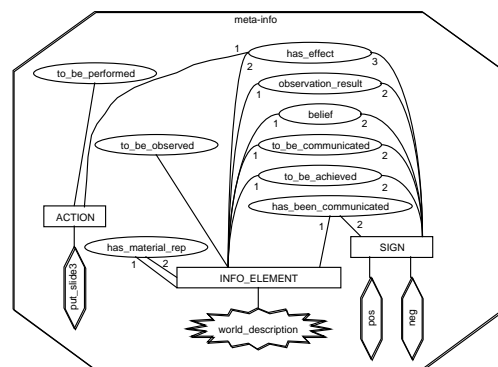 meta-info
1
has_effect
to_be_performed
2
3
observation_result
1
2
belief
1
2
to_be_observed
to_be_communicated
1
2
to_be_achieved
1
2
has_been_communicated
ACTION
1
2
has_material_rep
SIGN
1
2
INFO_ELEMENT
put_slide3
world_description
pos
neg